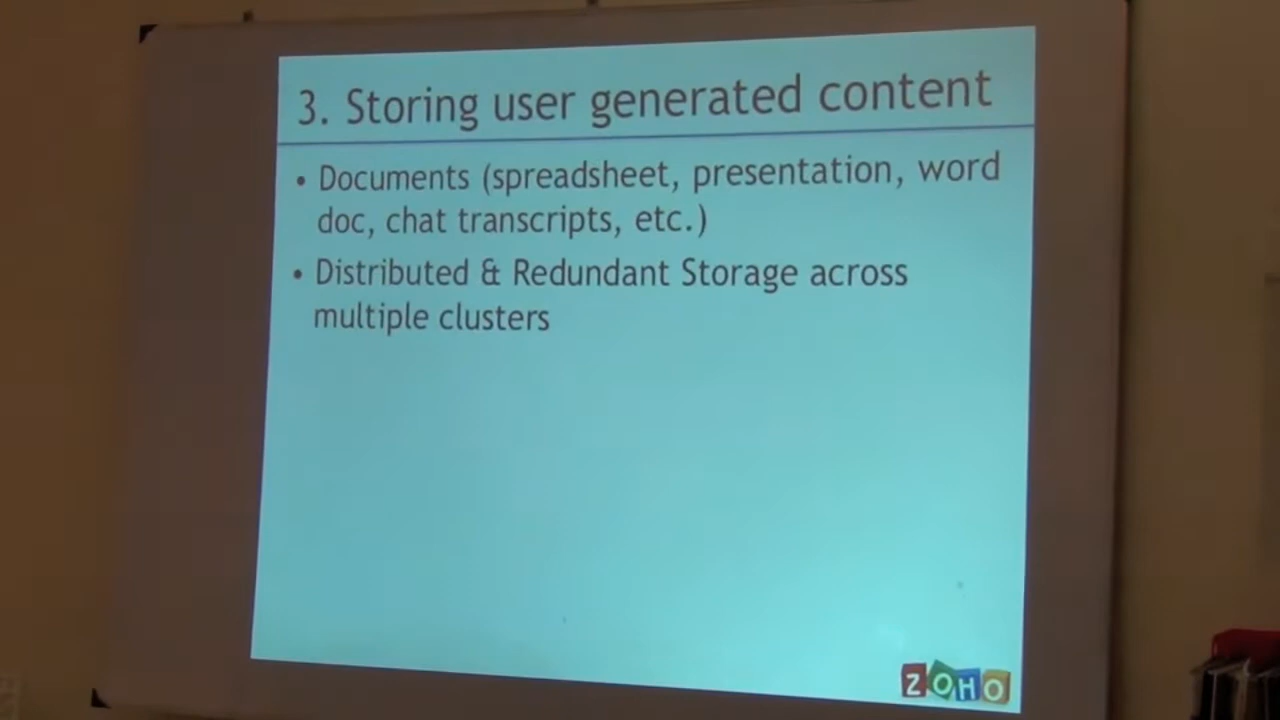 3. Storing user generated content
• Documents (spreadsheet, presentation, word
doc, chat transcripts, etc.)
• Distributed & Redundant Storage across
multiple clusters
ZOHO